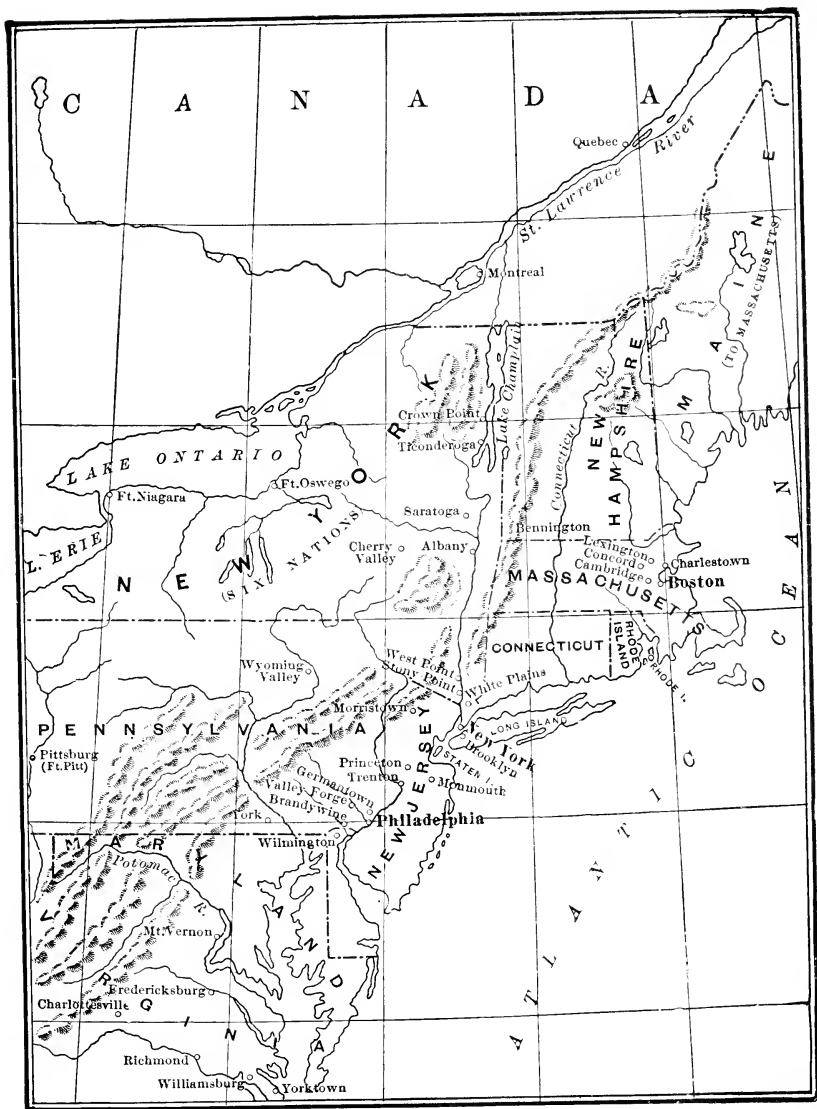 CANADA
Quebec
St. Lawrence River
MAINE
(TO MASSACHUSETTS)
Montreal
Lake Champlain
NEW HAMPSHIRE
Connecticut R.
Crown Point
Ticonderoga
LAKE ONTARIO
Ft. Niagara
Ft. Oswego
NEW YORK
(SIX NATIONS)
L. ERIE
Saratoga
Cherry Valley
Albany
Bennington
Lexington
Concord
Cambridge
Charlestown
Boston
MASSACHUSETTS
CONNECTICUT
RHODE ISLAND
RHODE I.
West Point
Stony Point
White Plains
Wyoming Valley
Morristown
New York
Brooklyn
LONG ISLAND
STATEN I.
PENNSYLVANIA
Pittsburg
(Ft. Pitt)
Princeton
Trenton
Monmouth
NEW JERSEY
Germantown
Valley Forge
Brandywine
York
Philadelphia
Wilmington
MARYLAND
Potomac R.
Mt. Vernon
Fredericksburg
Charlottesville
VIRGINIA
Richmond
Williamsburg
Yorktown
ATLANTIC OCEAN